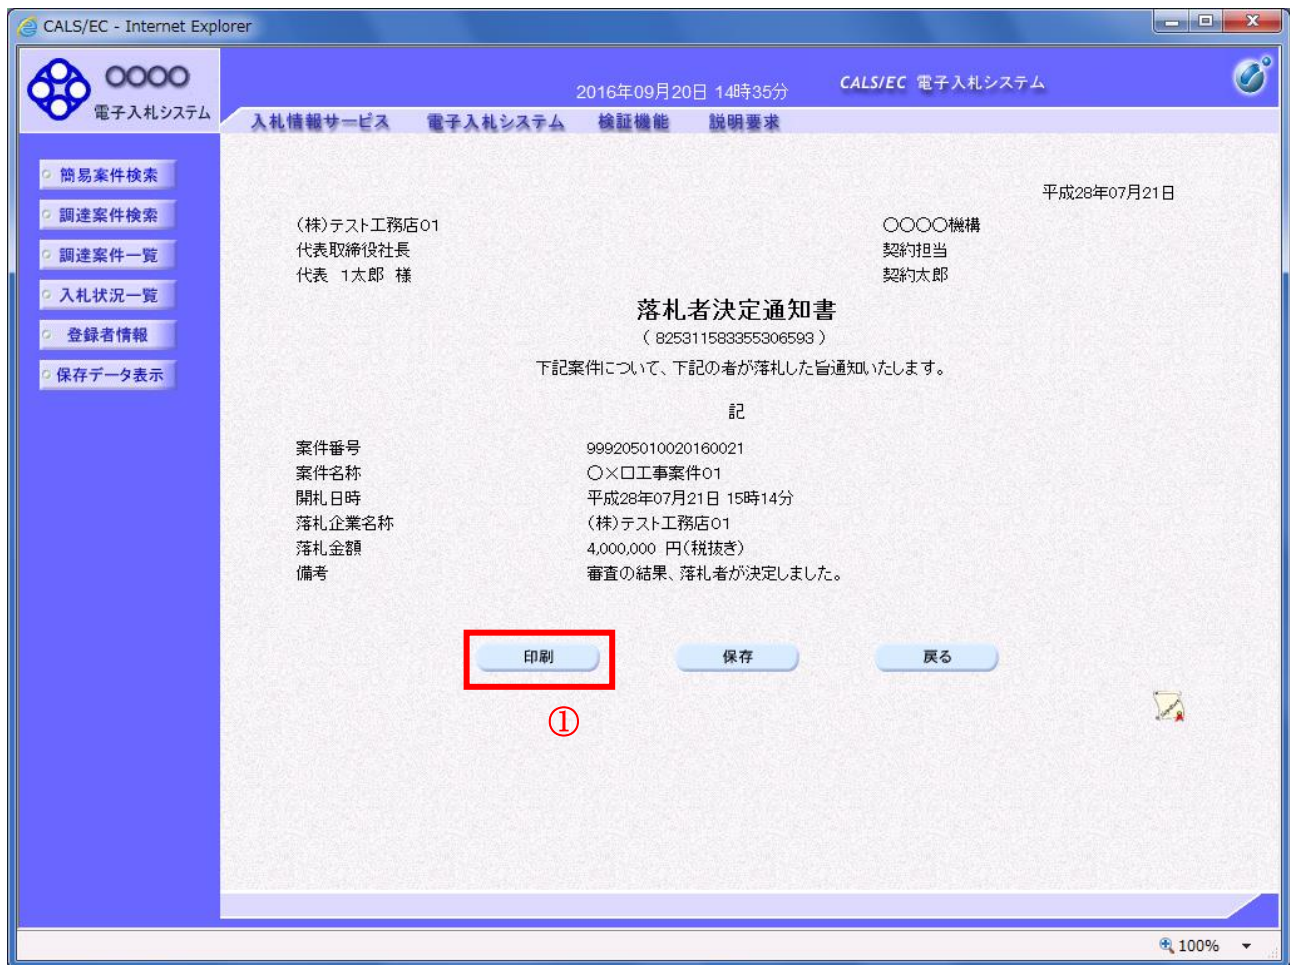 CALS/EC - Internet Explorer
〇〇〇〇
電子入札システム
2016年09月20日 14時35分
CALS/EC 電子入札システム
入札情報サービス 電子入札システム 検証機能 説明要求
簡易案件検索
調達案件検索
調達案件一覧
入札状況一覧
登録者情報
保存データ表示
平成28年07月21日
(株)テスト工務店01
代表取締役社長
代表 1太郎 様
〇〇〇〇機構
契約担当
契約太郎
落札者決定通知書
( 825311583355306593 )
下記案件について、下記の者が落札した旨通知いたします。
記
案件番号 999205010020160021
案件名称 〇×口工事案件01
開札日時 平成28年07月21日 15時14分
落札企業名称 (株)テスト工務店01
落札金額 4,000,000 円(税抜き)
備考 審査の結果、落札者が決定しました。
印刷 保存 戻る
①
100%